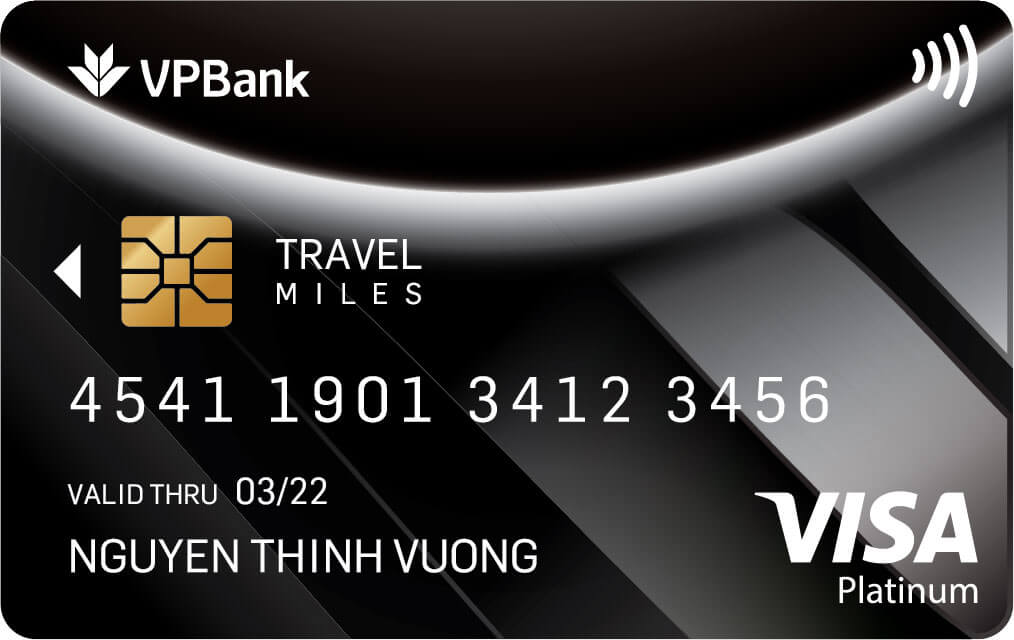 VPBank
TRAVEL
MILES
4541 1901 3412 3456
VALID THRU 03/22
NGUYEN THINH VUONG
VISA
Platinum